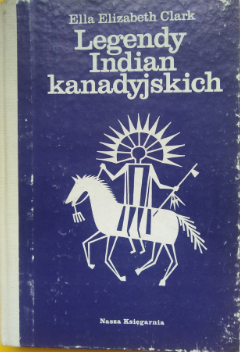 Ella Elizabeth Clark
Legendy
Indian
kanadyjskich
Nasza Księgarnia